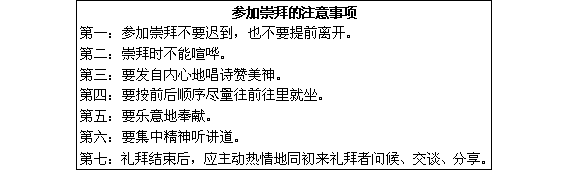 参加崇拜的注意事项
第一：参加崇拜不要迟到，也不要提前离开。
第二：崇拜时不能喧哗。
第三：要发自内心地唱诗赞美神。
第四：要按前后顺序尽量往前往里就坐。
第五：要乐意地奉献。
第六：要集中精神听讲道。
第七：礼拜结束后，应主动热情地同初来礼拜者问候、交谈、分享。